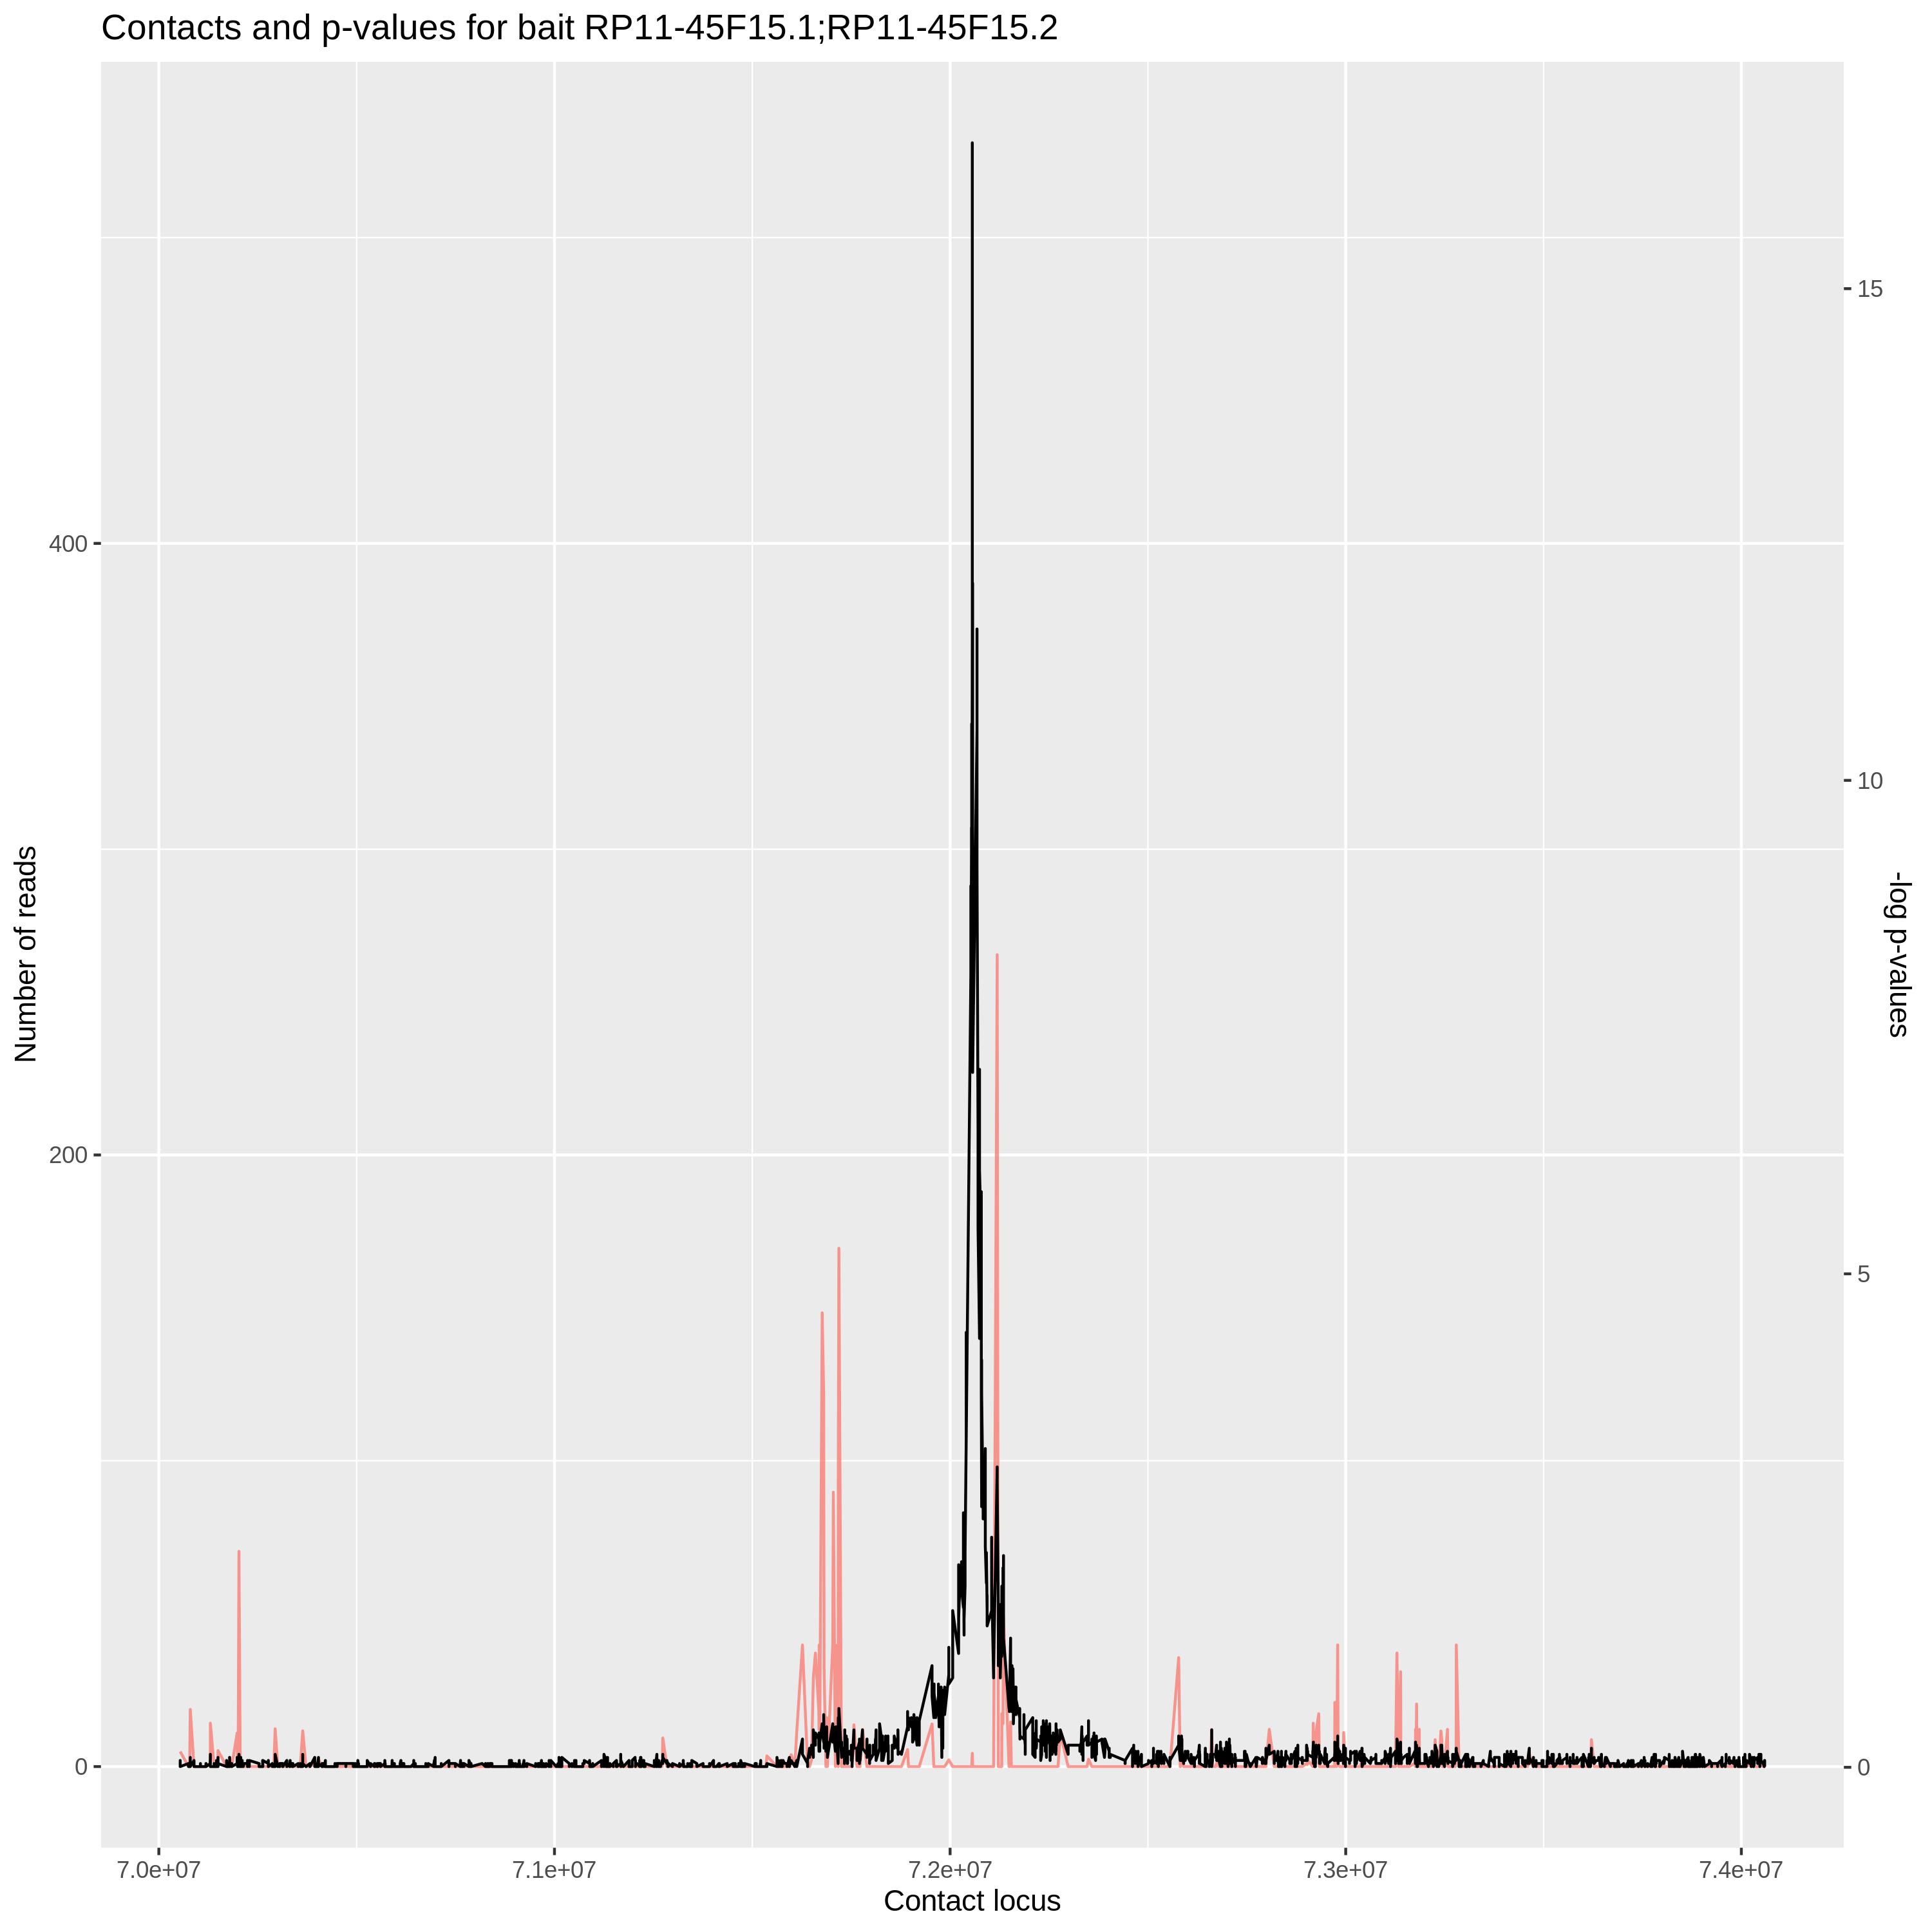 Contacts and p-values for bait RP11-45F15.1;RP11-45F15.2
Number of reads
400
200
0
15
10
5
0
-log p-values
7.0e+07
7.1e+07
7.2e+07
7.3e+07
7.4e+07
Contact locus